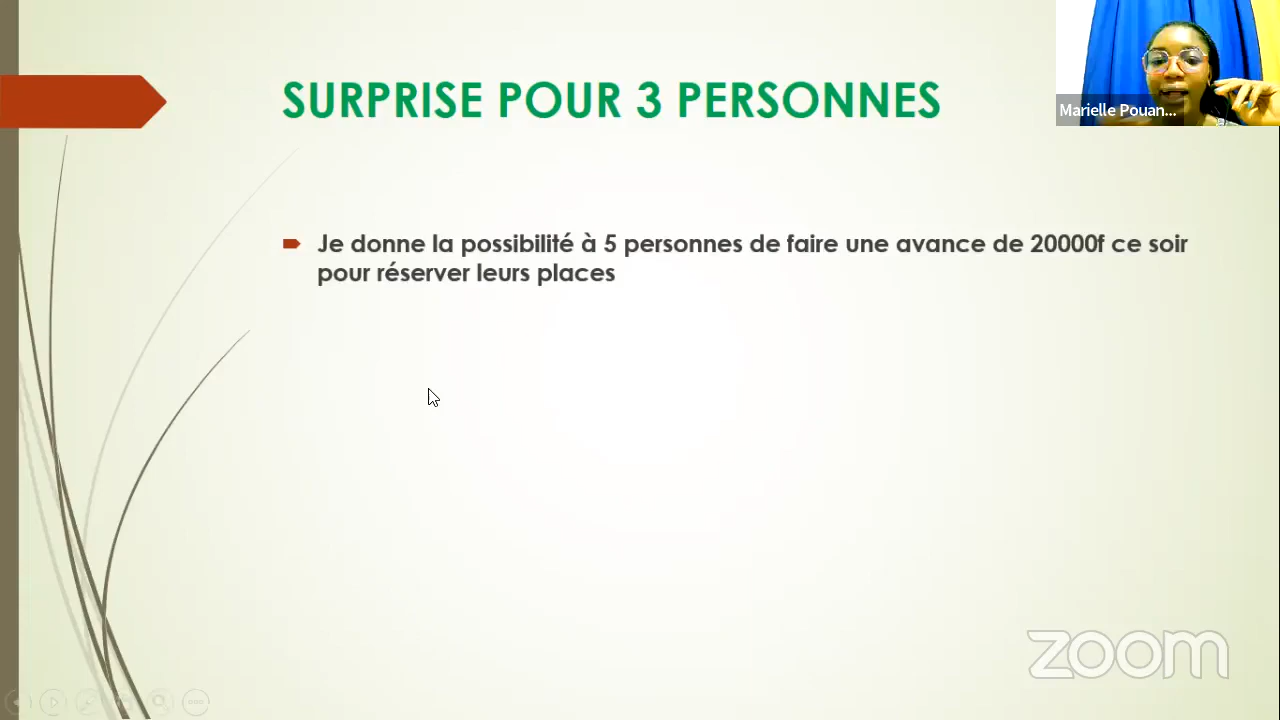 SURPRISE POUR 3 PERSONNES
Marielle Pouan...
Je donne la possibilité à 5 personnes de faire une avance de 20000f ce soir
pour réserver leurs places
zoom